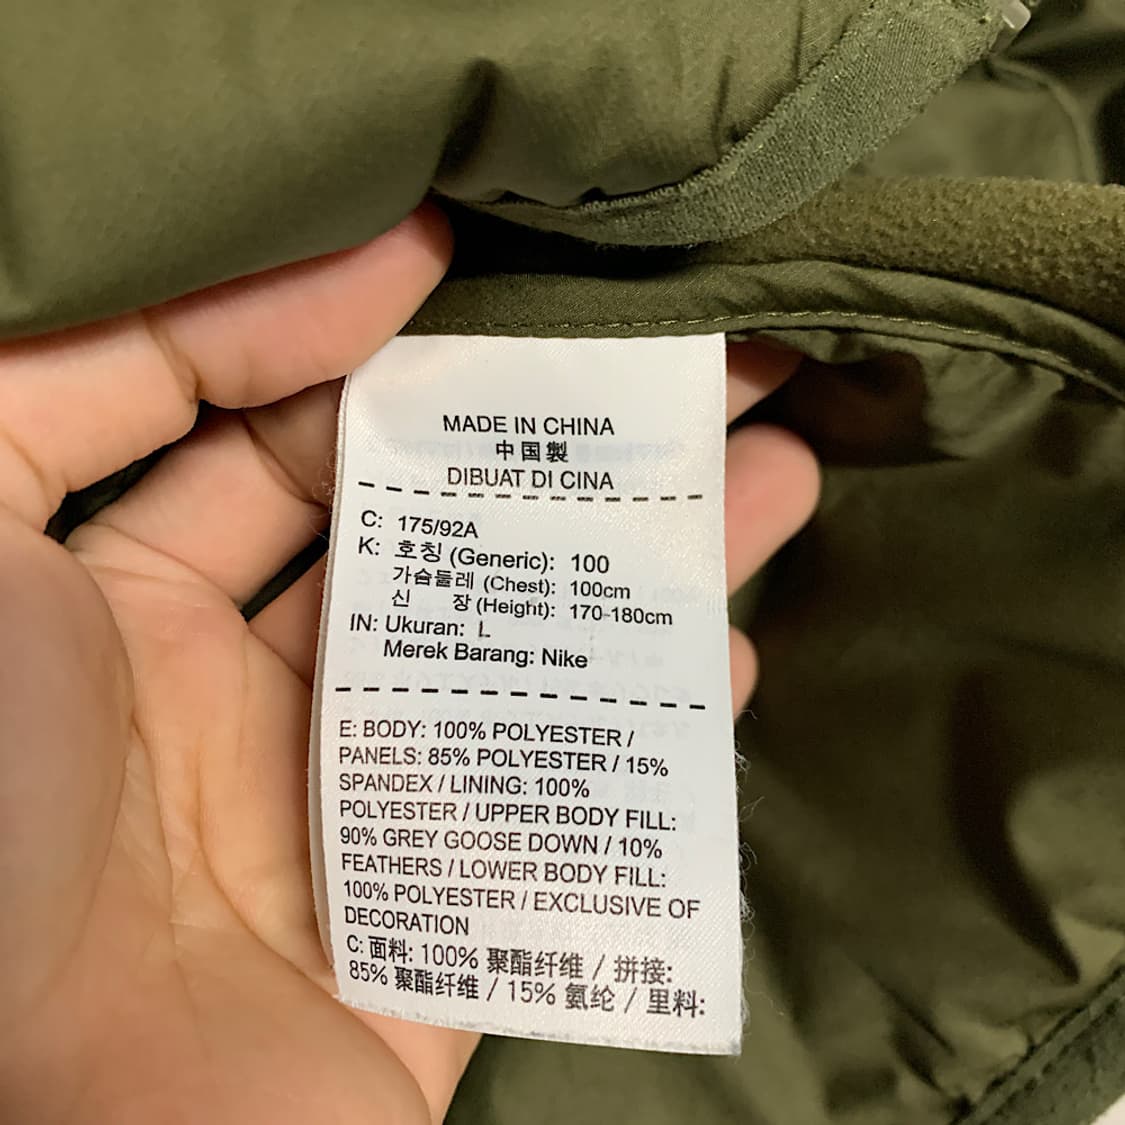 MADE IN CHINA
中国製
DIBUAT DI CINA
C: 175/92A
K: 호칭 (Generic): 100
가슴둘레 (Chest): 100cm
신 장 (Height): 170-180cm
IN: Ukuran: L
Merek Barang: Nike
E: BODY: 100% POLYESTER /
PANELS: 85% POLYESTER / 15%
SPANDEX / LINING: 100%
POLYESTER / UPPER BODY FILL:
90% GREY GOOSE DOWN / 10%
FEATHERS / LOWER BODY FILL:
100% POLYESTER / EXCLUSIVE OF
DECORATION
C: 面料: 100% 聚酯纤维 / 拼接:
85% 聚酯纤维 / 15% 氨纶 / 里料: